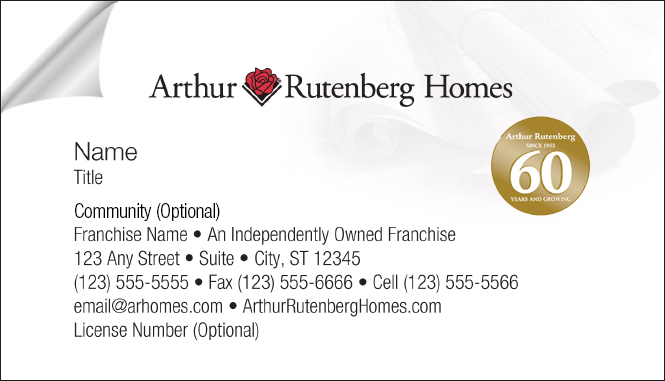 Arthur Rutenberg Homes
Arthur Rutenberg
SINCE 1953
60
YEARS AND GROWING
Name
Title
Community (Optional)
Franchise Name • An Independently Owned Franchise
123 Any Street • Suite • City, ST 12345
(123) 555-5555 • Fax (123) 555-6666 • Cell (123) 555-5566
email@arhomes.com • ArthurRutenbergHomes.com
License Number (Optional)